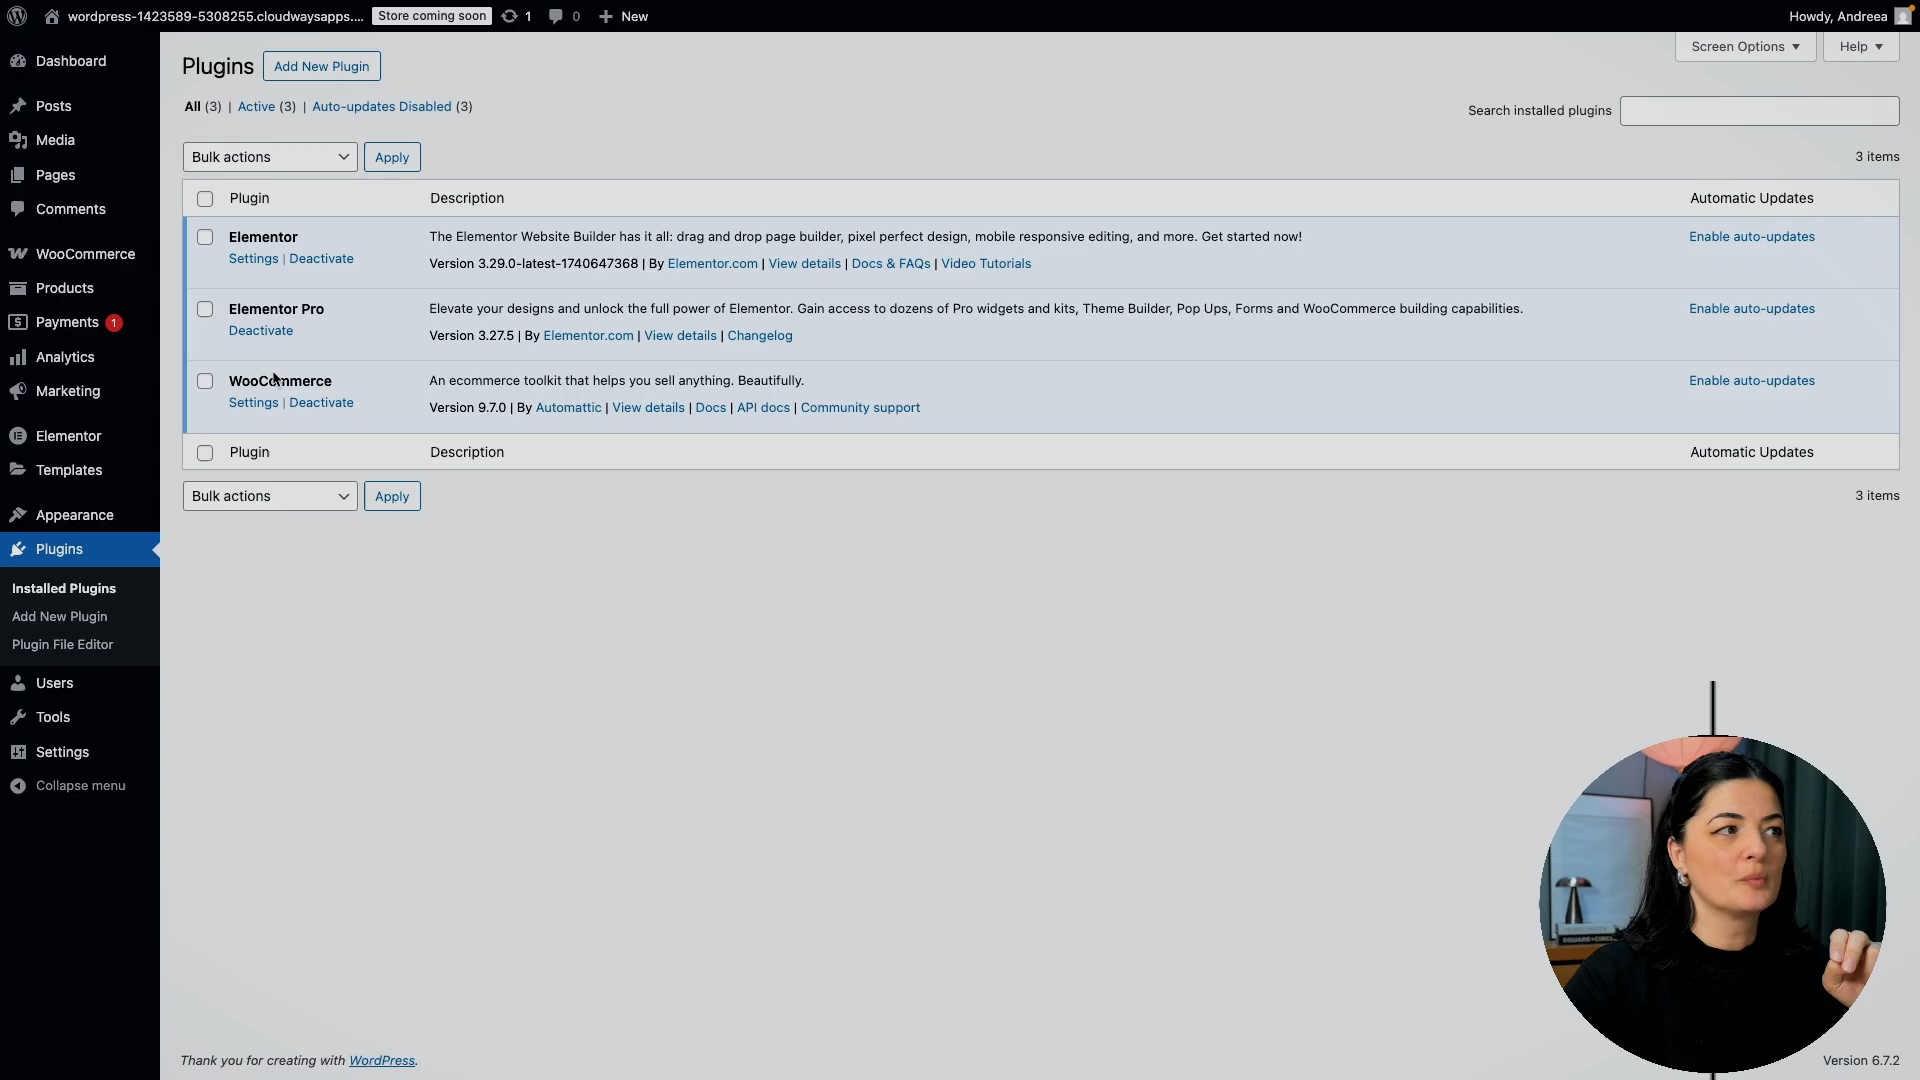 wordpress-1423589-5308255.cloudwaysapps.... Store coming soon 1 0 New Howdy, Andreea
Screen Options Help
Dashboard
Posts
Media
Pages
Comments
WooCommerce
Products
Payments 1
Analytics
Marketing
Elementor
Templates
Appearance
Plugins
Installed Plugins
Add New Plugin
Plugin File Editor
Users
Tools
Settings
Collapse menu
Plugins Add New Plugin
All (3) | Active (3) | Auto-updates Disabled (3)
Search installed plugins
Bulk actions Apply 3 items
Plugin Description Automatic Updates
Elementor The Elementor Website Builder has it all: drag and drop page builder, pixel perfect design, mobile responsive editing, and more. Get started now! Enable auto-updates
Settings | Deactivate Version 3.29.0-latest-1740647368 | By Elementor.com | View details | Docs & FAQs | Video Tutorials
Elementor Pro Elevate your designs and unlock the full power of Elementor. Gain access to dozens of Pro widgets and kits, Theme Builder, Pop Ups, Forms and WooCommerce building capabilities. Enable auto-updates
Deactivate Version 3.27.5 | By Elementor.com | View details | Changelog
WooCommerce An ecommerce toolkit that helps you sell anything. Beautifully. Enable auto-updates
Settings | Deactivate Version 9.7.0 | By Automattic | View details | Docs | API docs | Community support
Plugin Description Automatic Updates
Bulk actions Apply 3 items
Thank you for creating with WordPress. Version 6.7.2